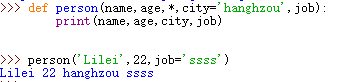 >>> def person(name,age,*,city='hanghzou',job):
        print(name,age,city,job)
>>> person('Lilei',22,job='ssss')
Lilei 22 hanghzou ssss